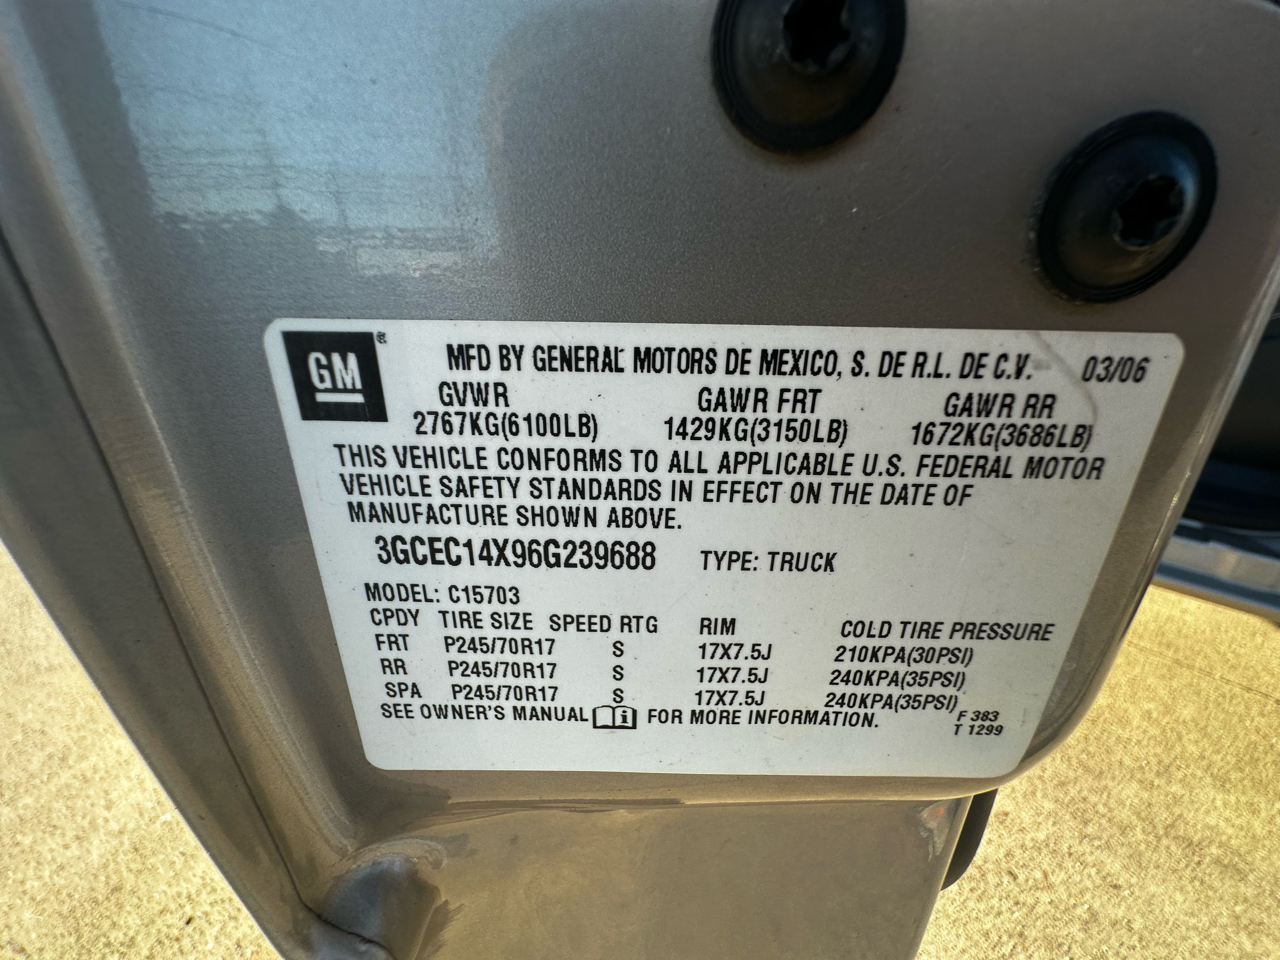 GM ®
MFD BY GENERAL MOTORS DE MEXICO, S. DE R.L. DE C.V. 03/06
GVWR GAWR FRT GAWR RR
2767KG(6100LB) 1429KG(3150LB) 1672KG(3686LB)
THIS VEHICLE CONFORMS TO ALL APPLICABLE U.S. FEDERAL MOTOR
VEHICLE SAFETY STANDARDS IN EFFECT ON THE DATE OF
MANUFACTURE SHOWN ABOVE.
3GCEC14X96G239688 TYPE: TRUCK
MODEL: C15703
CPDY TIRE SIZE SPEED RTG RIM COLD TIRE PRESSURE
FRT P245/70R17 S 17X7.5J 210KPA(30PSI)
RR P245/70R17 S 17X7.5J 240KPA(35PSI)
SPA P245/70R17 S 17X7.5J 240KPA(35PSI)
SEE OWNER'S MANUAL i FOR MORE INFORMATION. F 383
T 1299